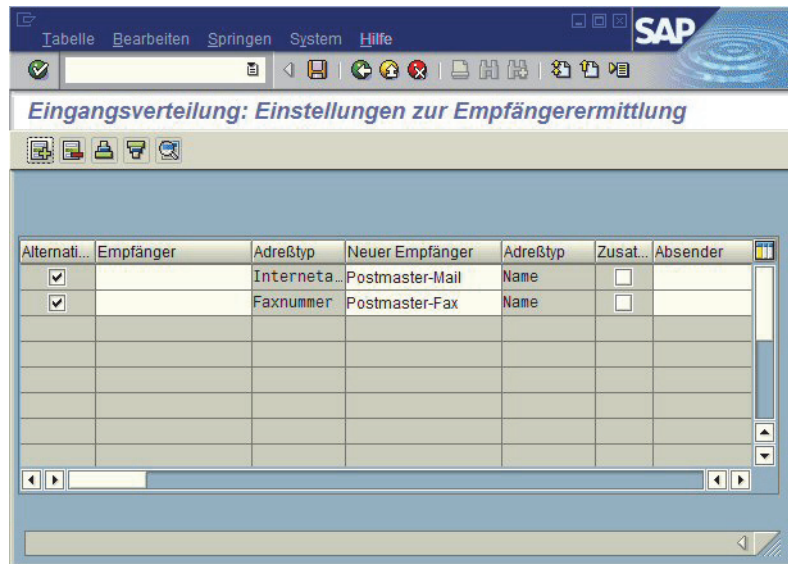 Tabelle Bearbeiten Springen System Hilfe
SAP
Eingangsverteilung: Einstellungen zur Empfängerermittlung
Alternati... Empfänger Adreßtyp Neuer Empfänger Adreßtyp Zusat... Absender
Interneta... Postmaster-Mail Name
Faxnummer Postmaster-Fax Name